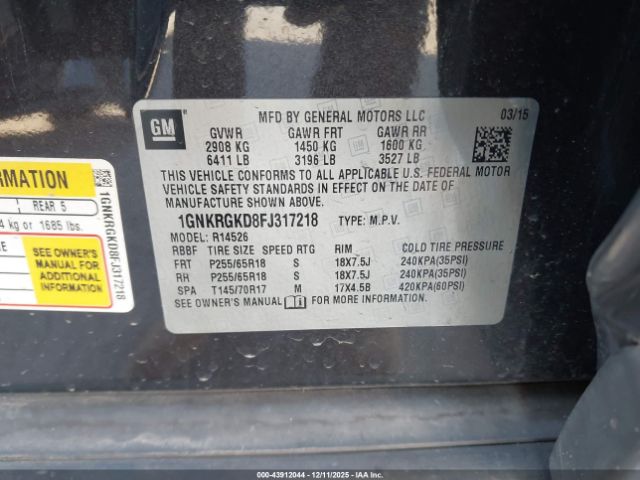 GM
MFD BY GENERAL MOTORS LLC 03/15
GVWR GAWR FRT GAWR RR
2908 KG 1450 KG 1600 KG
6411 LB 3196 LB 3527 LB
THIS VEHICLE CONFORMS TO ALL APPLICABLE U.S. FEDERAL MOTOR
VEHICLE SAFETY STANDARDS IN EFFECT ON THE DATE OF
MANUFACTURE SHOWN ABOVE.
1GNKRGKD8FJ317218 TYPE: M.P.V.
MODEL: R14526
RBBF TIRE SIZE SPEED RTG RIM COLD TIRE PRESSURE
FRT P255/65R18 S 18X7.5J 240KPA(35PSI)
RR P255/65R18 S 18X7.5J 240KPA(35PSI)
SPA T145/70R17 M 17X4.5B 420KPA(60PSI)
SEE OWNER'S MANUAL FOR MORE INFORMATION
RMATION
REAR 5
4 kg or 1685 lbs.
SEE OWNER'S
MANUAL FOR
ADDITIONAL
INFORMATION
1GNKRGKD8FJ317218
000-43912044 - 12/11/2025 - IAAI.COM